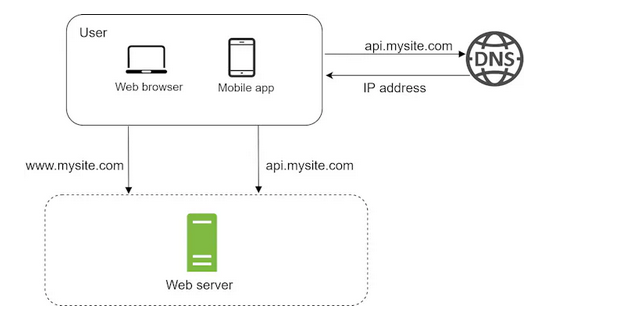 User
Web browser
Mobile app
api.mysite.com
DNS
IP address
www.mysite.com
api.mysite.com
Web server